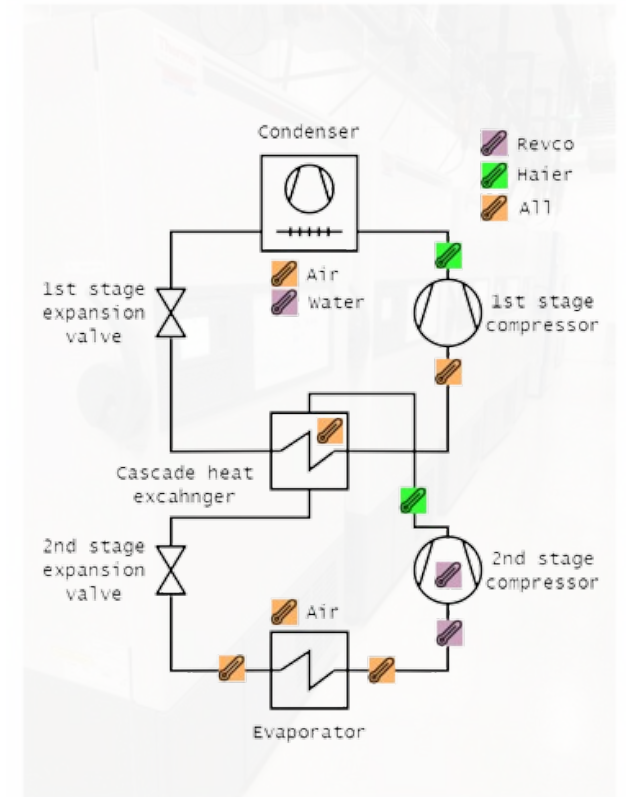 Condenser
Revco
Haier
All
Air
Water
1st stage
expansion
valve
1st stage
compressor
Cascade heat
excahnger
2nd stage
expansion
valve
2nd stage
compressor
Air
Evaporator